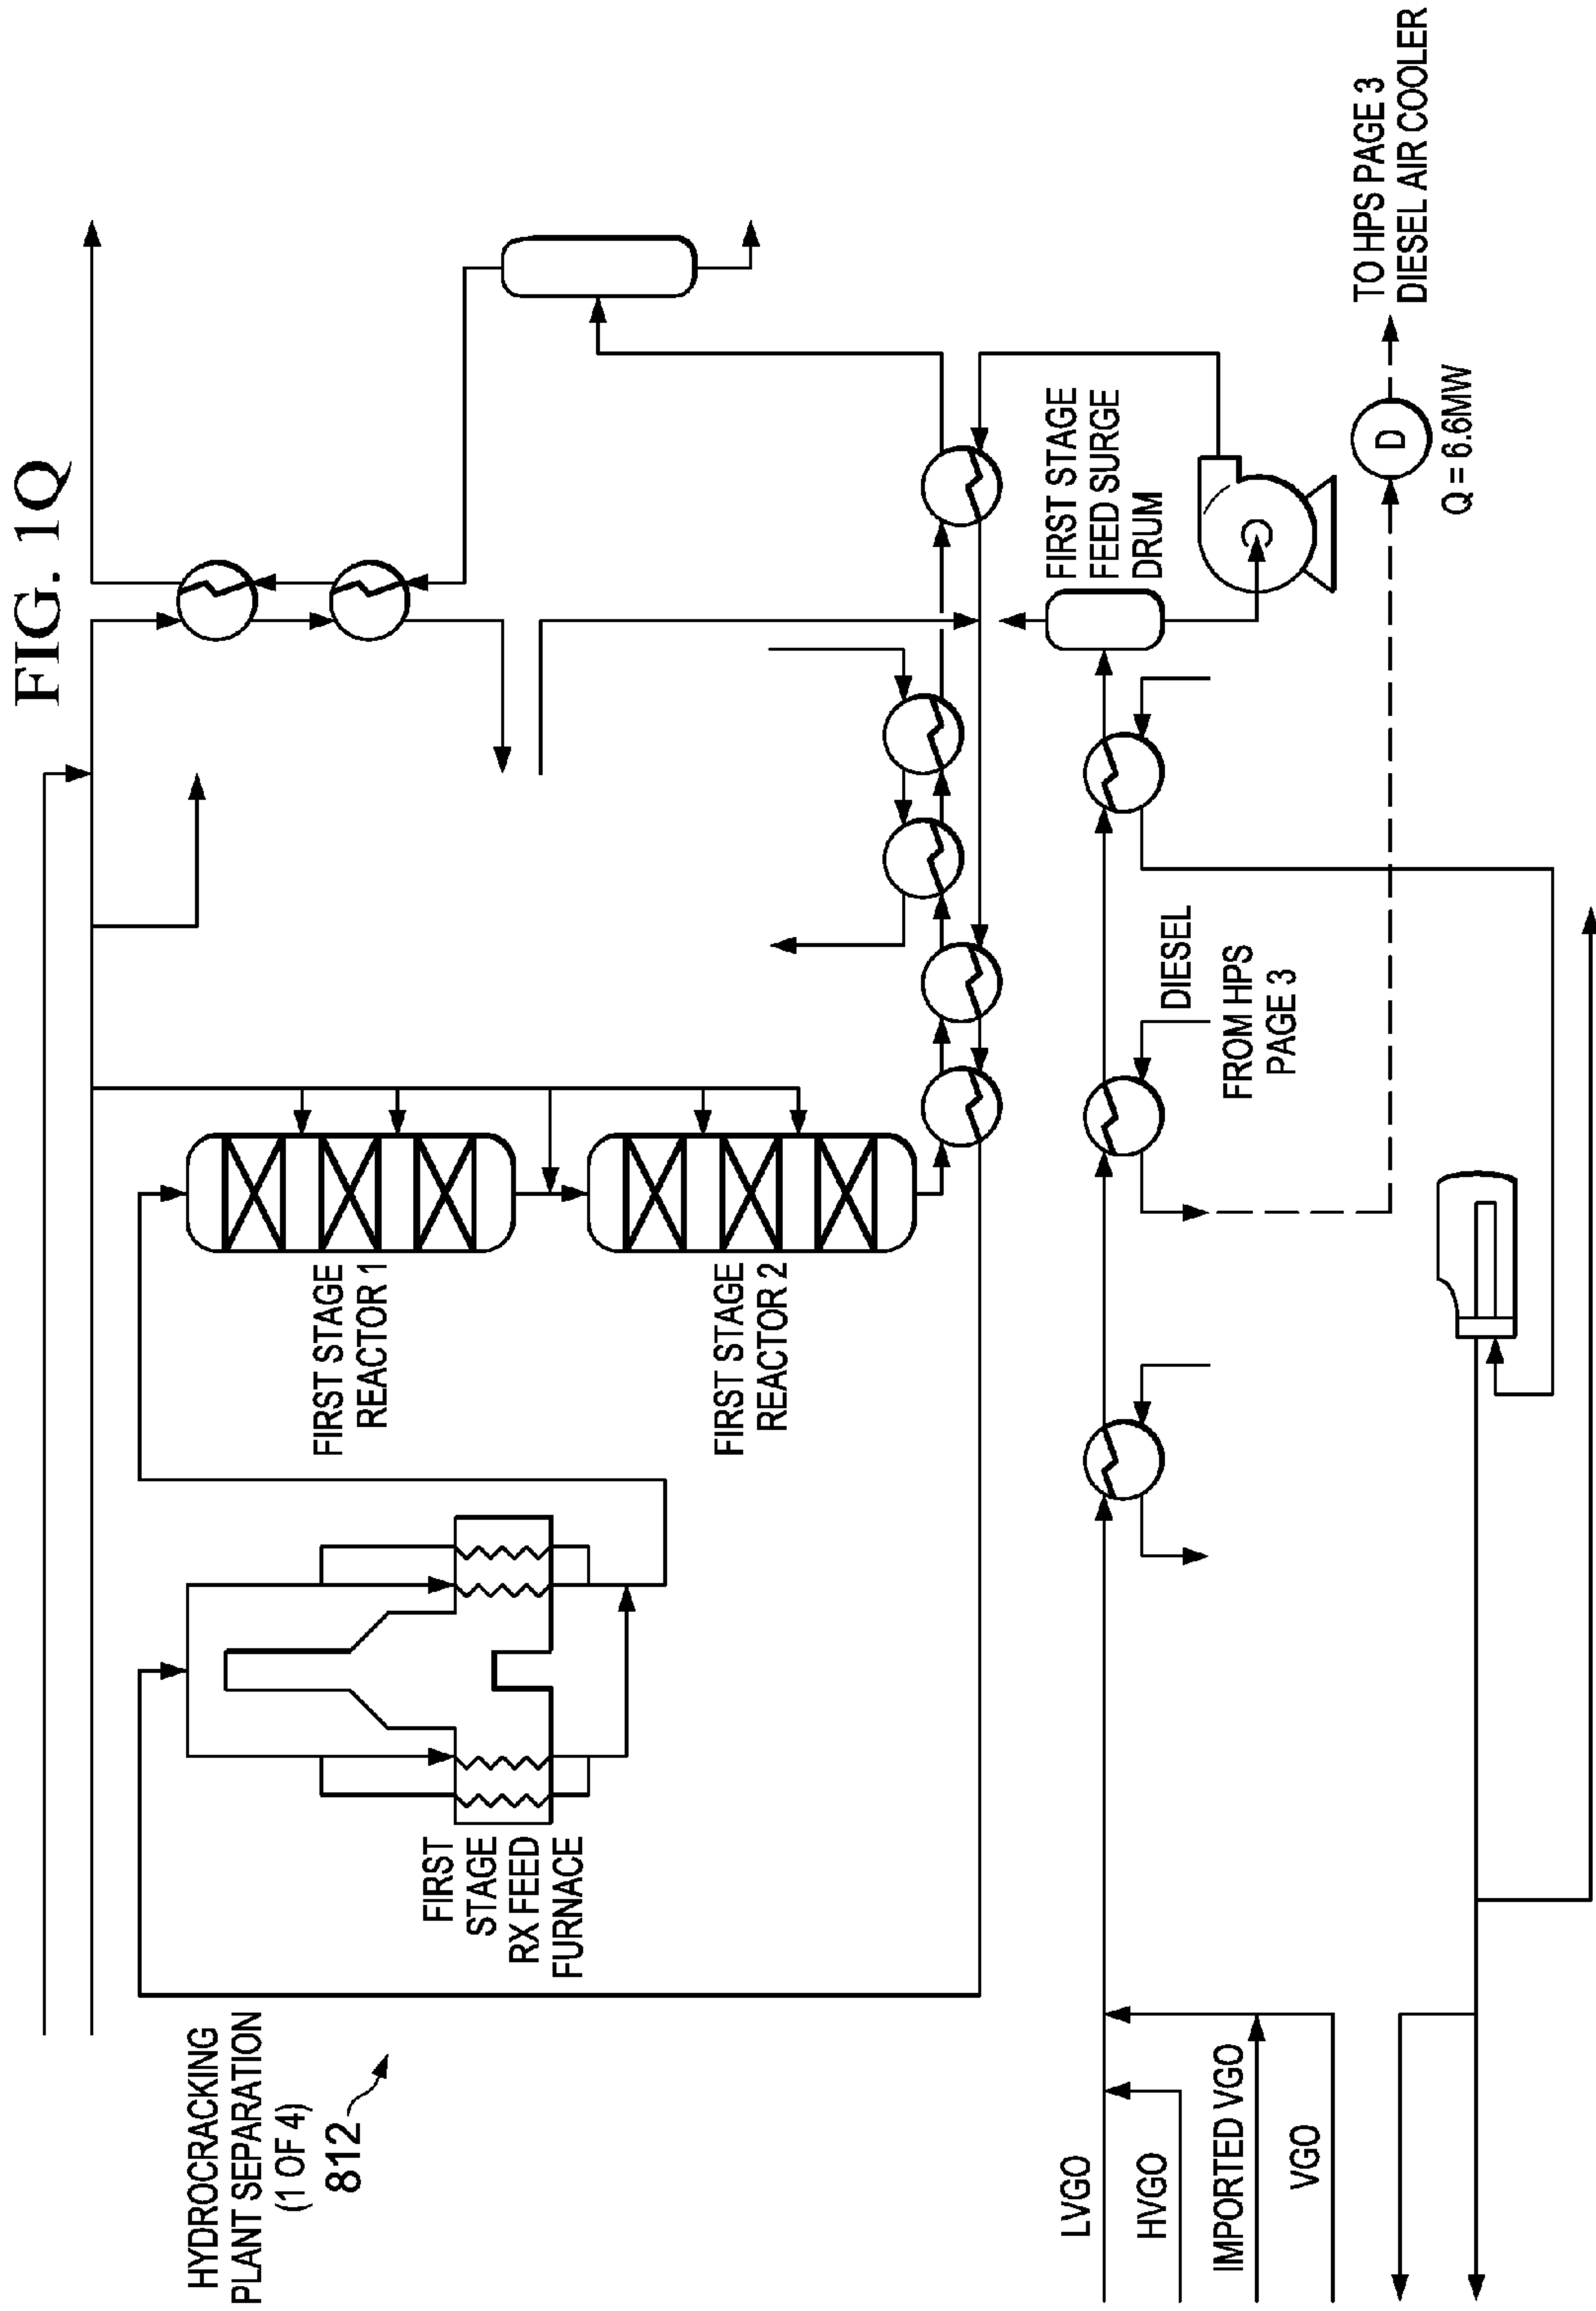 FIG. 1Q
HYDROCRACKING
PLANT SEPARATION
(1 OF 4)
812
FIRST
STAGE
RX FEED
FURNACE
FIRST STAGE
REACTOR 1
FIRST STAGE
REACTOR 2
FIRST STAGE
FEED SURGE
DRUM
LVGO
HVGO
IMPORTED VGO
VGO
DIESEL
FROM HPS
PAGE 3
D
Q = 6.6MW
TO HPS PAGE 3
DIESEL AIR COOLER